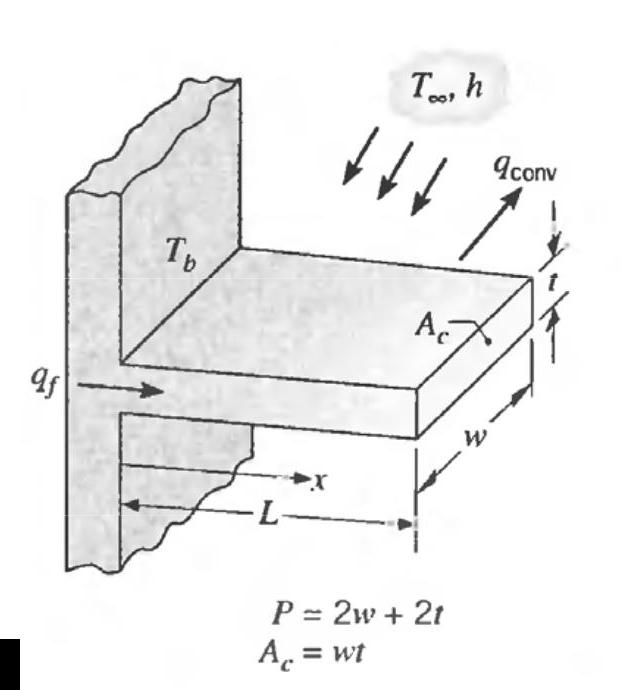 T∞, h
qconv
Tb
t
Ac
qf
w
x
L
P = 2w + 2t
Ac = wt